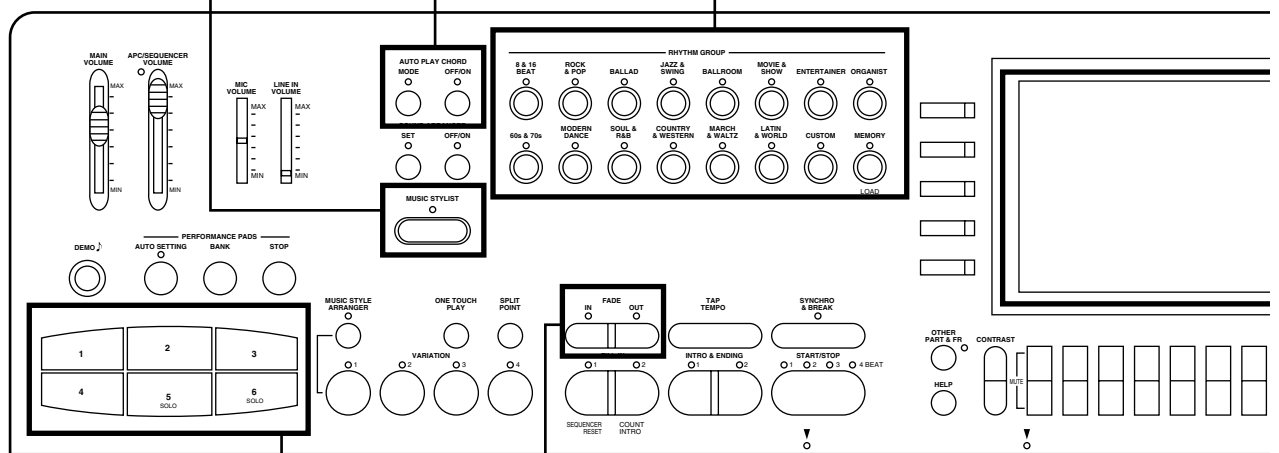 MAIN
VOLUME
APC/SEQUENCER
VOLUME
MAX
MIN
MAX
MIN
MIC
VOLUME
LINE IN
VOLUME
MAX
MIN
MAX
MIN
AUTO PLAY CHORD
MODE
OFF/ON
SET
OFF/ON
MUSIC STYLIST
RHYTHM GROUP
8 & 16
BEAT
ROCK
& POP
BALLAD
JAZZ &
SWING
BALLROOM
MOVIE &
SHOW
ENTERTAINER
ORGANIST
60s & 70s
MODERN
DANCE
SOUL &
R&B
COUNTRY
& WESTERN
MARCH
& WALTZ
LATIN
& WORLD
CUSTOM
MEMORY
LOAD
DEMO♪
PERFORMANCE PADS
AUTO SETTING
BANK
STOP
1
2
3
4
5
SOLO
6
SOLO
MUSIC STYLE
ARRANGER
ONE TOUCH
PLAY
SPLIT
POINT
VARIATION
1
2
3
4
FADE
IN
OUT
TAP
TEMPO
SYNCHRO
& BREAK
1
2
SEQUENCER
RESET
COUNT
INTRO
INTRO & ENDING
1
2
START/STOP
1
2
3
4 BEAT
OTHER
PART & FR
CONTRAST
HELP
MUTE